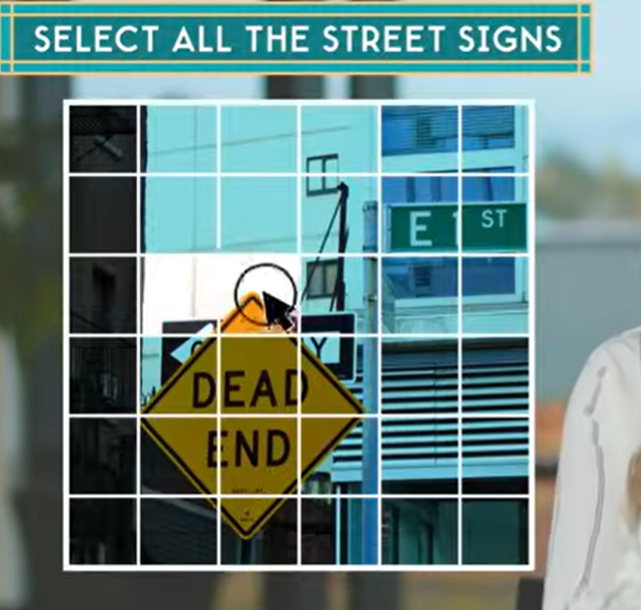 SELECT ALL THE STREET SIGNS
E 1 ST
DEAD
END